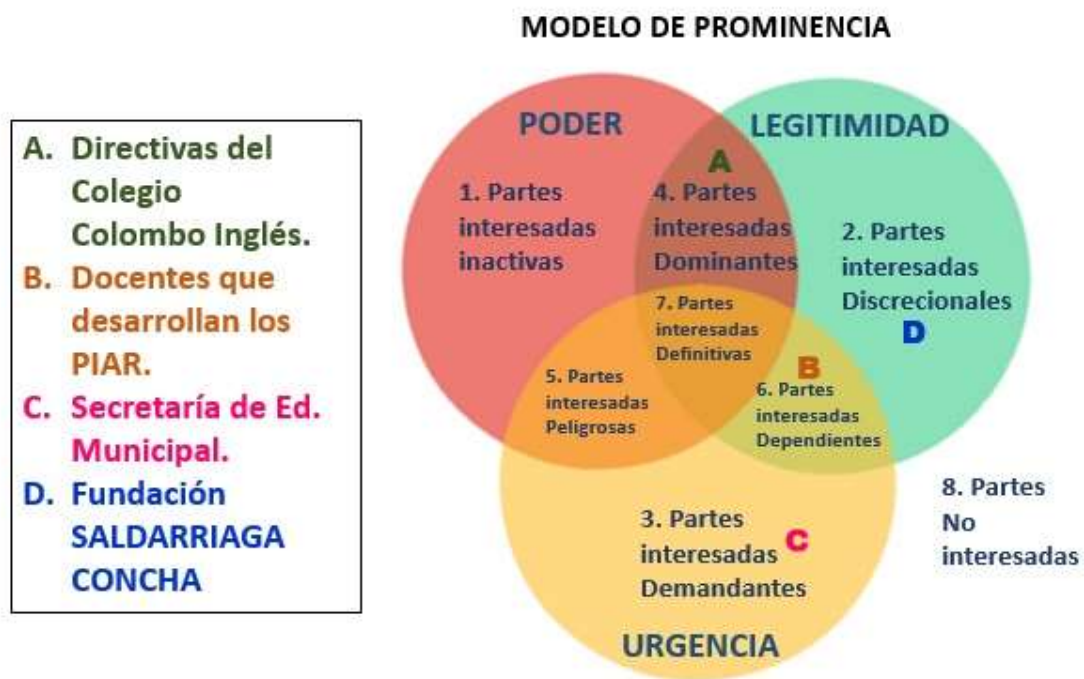 MODELO DE PROMINENCIA
A. Directivas del
Colegio
Colombo Inglés.
B. Docentes que
desarrollan los
PIAR.
C. Secretaría de Ed.
Municipal.
D. Fundación
SALDARRIAGA
CONCHA
PODER
LEGITIMIDAD
A
1. Partes
interesadas
inactivas
4. Partes
interesadas
Dominantes
2. Partes
interesadas
Discrecionales
D
7. Partes
interesadas
Definitivas
5. Partes
interesadas
Peligrosas
B
6. Partes
interesadas
Dependientes
8. Partes
No
interesadas
3. Partes
interesadas
Demandantes
C
URGENCIA